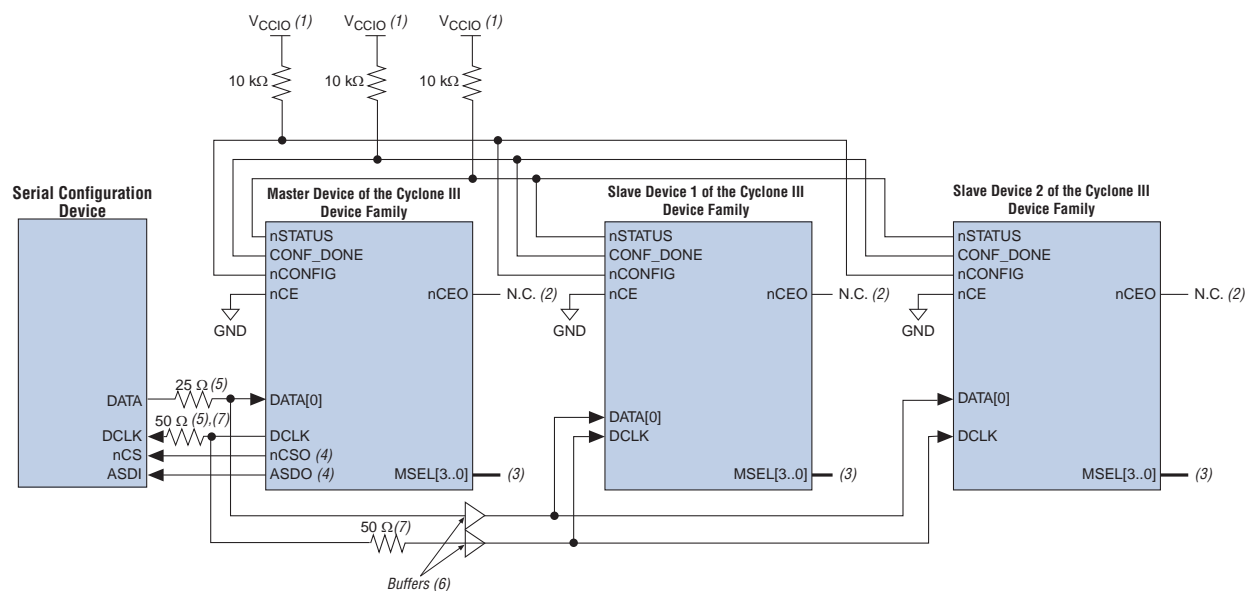 VCCIO (1) VCCIO (1) VCCIO (1)
10 kΩ 10 kΩ 10 kΩ
Serial Configuration
Device
DATA
DCLK
nCS
ASDI
25 Ω (5)
50 Ω (5),(7)
Master Device of the Cyclone III
Device Family
nSTATUS
CONF_DONE
nCONFIG
nCE
nCEO
N.C. (2)
GND
DATA[0]
DCLK
nCSO (4)
ASDO (4)
MSEL[3..0]
(3)
Slave Device 1 of the Cyclone III
Device Family
nSTATUS
CONF_DONE
nCONFIG
nCE
nCEO
N.C. (2)
GND
DATA[0]
DCLK
MSEL[3..0]
(3)
Slave Device 2 of the Cyclone III
Device Family
nSTATUS
CONF_DONE
nCONFIG
nCE
nCEO
N.C. (2)
GND
DATA[0]
DCLK
MSEL[3..0]
(3)
50 Ω (7)
Buffers (6)